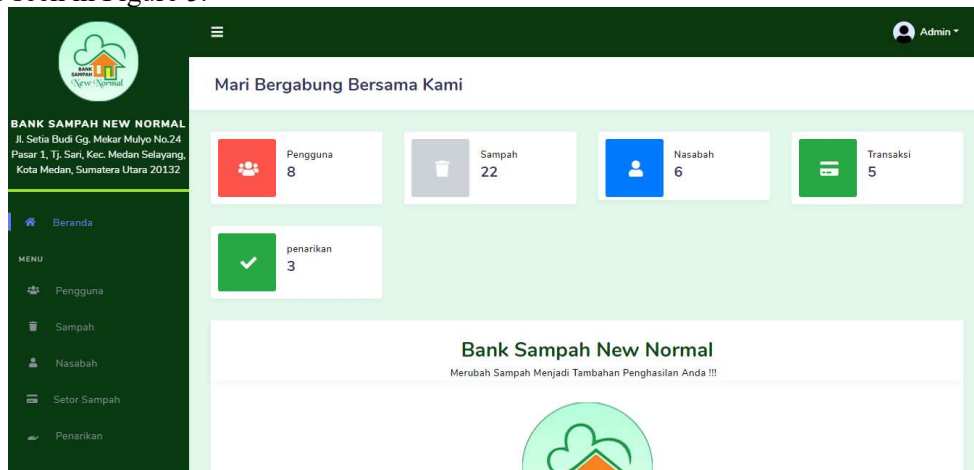 BANK
SAMPAH
New Normal
BANK SAMPAH NEW NORMAL
Jl. Setia Budi Gg. Mekar Mulyo No.24
Pasar 1, Tj. Sari, Kec. Medan Selayang,
Kota Medan, Sumatera Utara 20132
Beranda
MENU
Pengguna
Sampah
Nasabah
Setor Sampah
Penarikan
Admin
Mari Bergabung Bersama Kami
Pengguna
8
Sampah
22
Nasabah
6
Transaksi
5
penarikan
3
Bank Sampah New Normal
Merubah Sampah Menjadi Tambahan Penghasilan Anda !!!